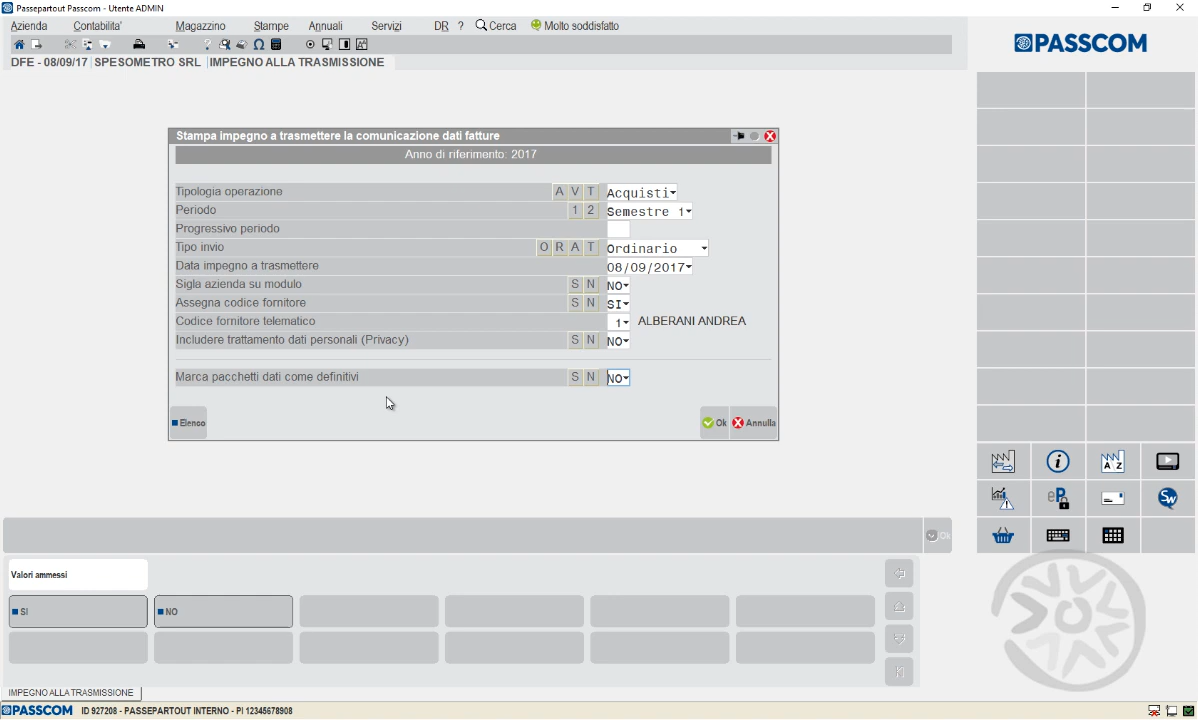 Passepartout Passcom - Utente ADMIN
Azienda Contabilita' Magazzino Stampe Annuali Servizi DR ? Cerca Molto soddisfatto
DFE - 08/09/17 SPESOMETRO SRL IMPEGNO ALLA TRASMISSIONE
PASSCOM
Stampa impegno a trasmettere la comunicazione dati fatture
Anno di riferimento: 2017
Tipologia operazione A V T Acquisti
Periodo 1 2 Semestre 1
Progressivo periodo
Tipo invio O R A T Ordinario
Data impegno a trasmettere 08/09/2017
Sigla azienda su modulo S N NO
Assegna codice fornitore S N SI
Codice fornitore telematico 1 ALBERANI ANDREA
Includere trattamento dati personali (Privacy) S N NO
Marca pacchetti dati come definitivi S N NO
Elenco Ok Annulla
A Z
eP
Sw
Ok
Valori ammessi
SI NO
IMPEGNO ALLA TRASMISSIONE
PASSCOM ID 927208 - PASSEPARTOUT INTERNO - PI 12345678908